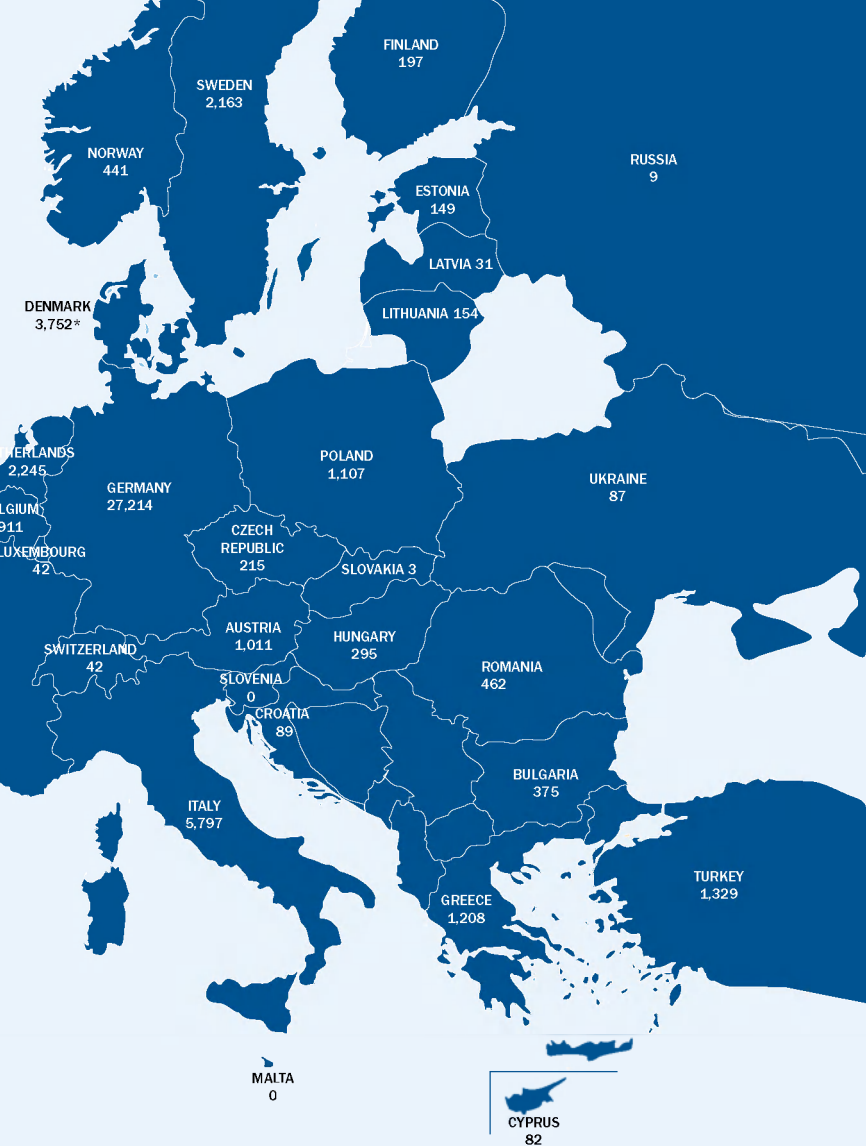 FINLAND
197
SWEDEN
2,163
NORWAY
441
RUSSIA
9
ESTONIA
149
LATVIA 31
DENMARK
3,752*
LITHUANIA 154
THERLANDS
2,245
POLAND
1,107
GERMANY
27,214
UKRAINE
87
LGIUM
911
CZECH
REPUBLIC
215
LUXEMBOURG
42
SLOVAKIA 3
AUSTRIA
1,011
HUNGARY
295
SWITZERLAND
42
ROMANIA
462
SLOVENIA
0
CROATIA
89
BULGARIA
375
ITALY
5,797
TURKEY
1,329
GREECE
1,208
MALTA
0
CYPRUS
82